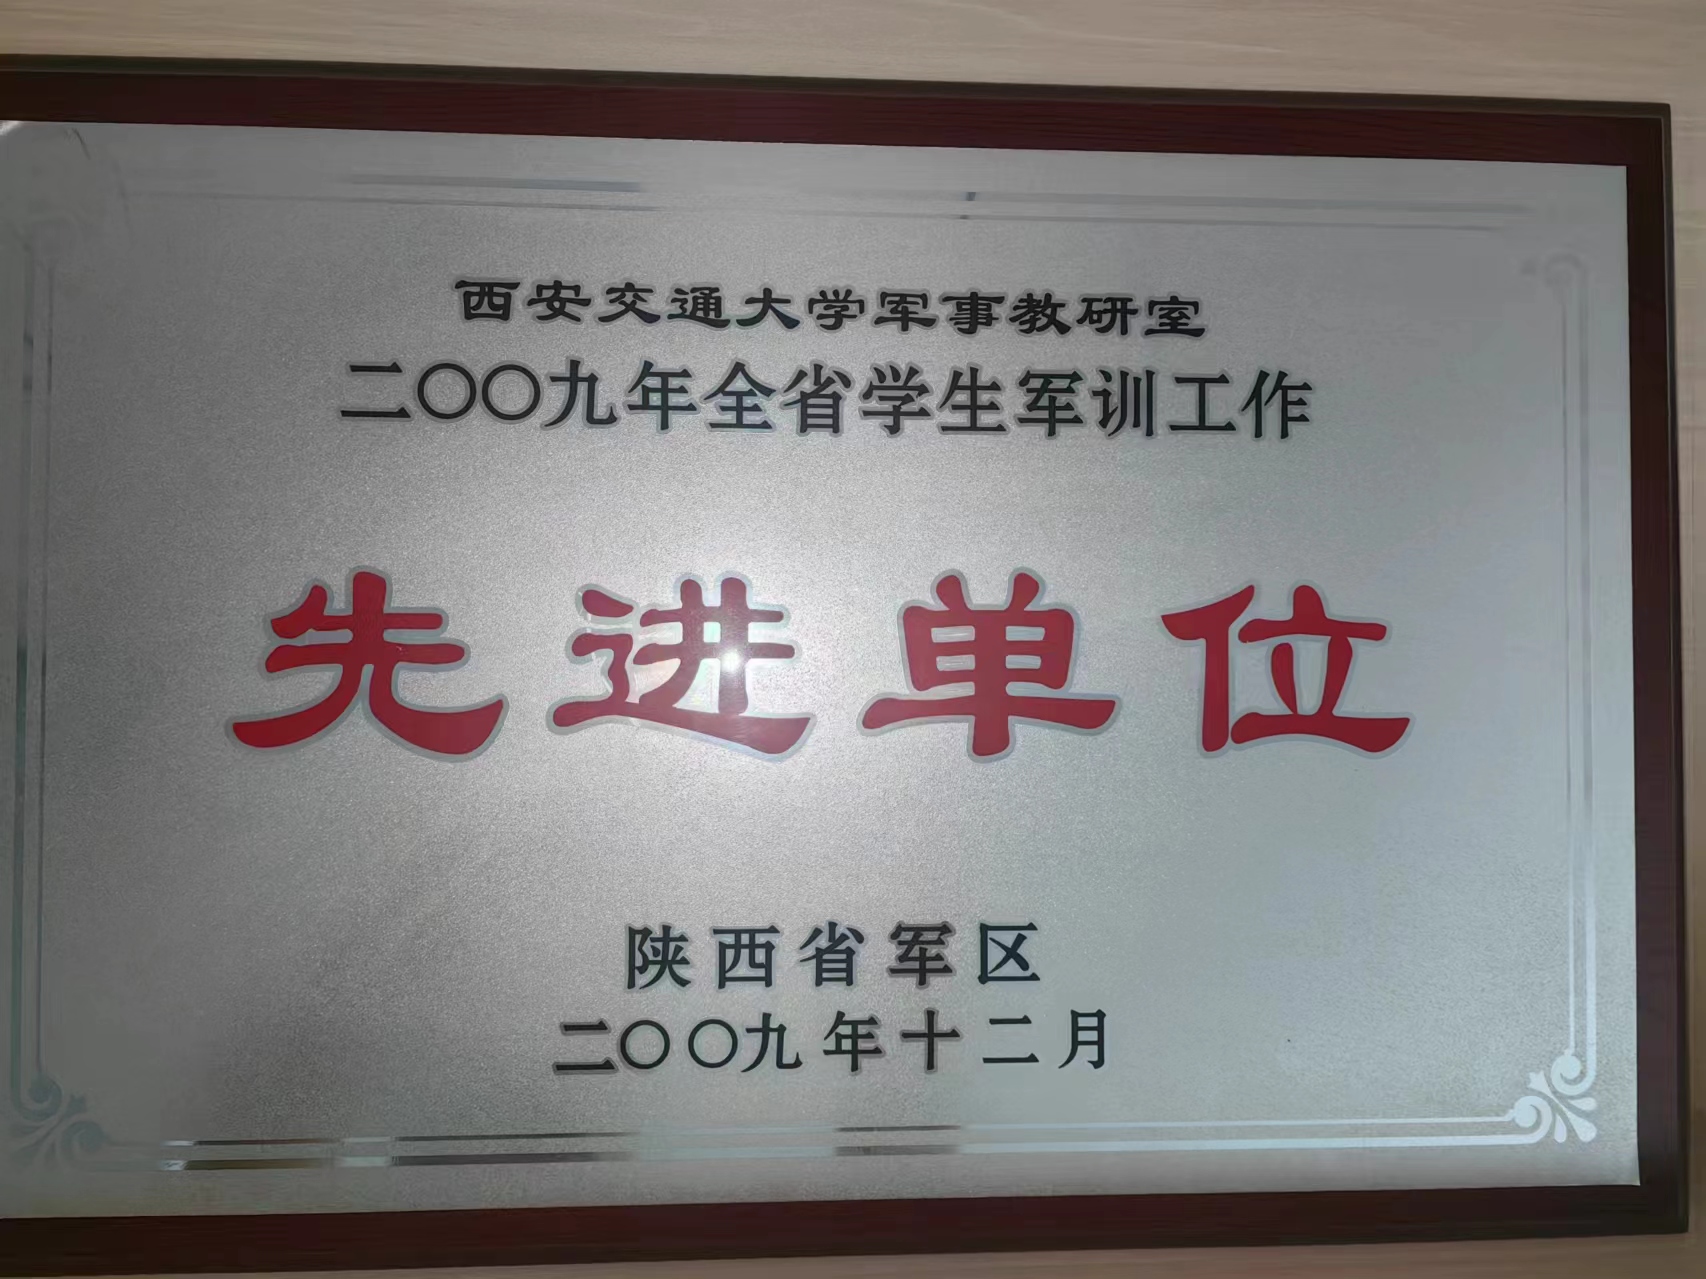 西安交通大学军事教研室
二〇〇九年全省学生军训工作
先进单位
陕西省军区
二〇〇九年十二月